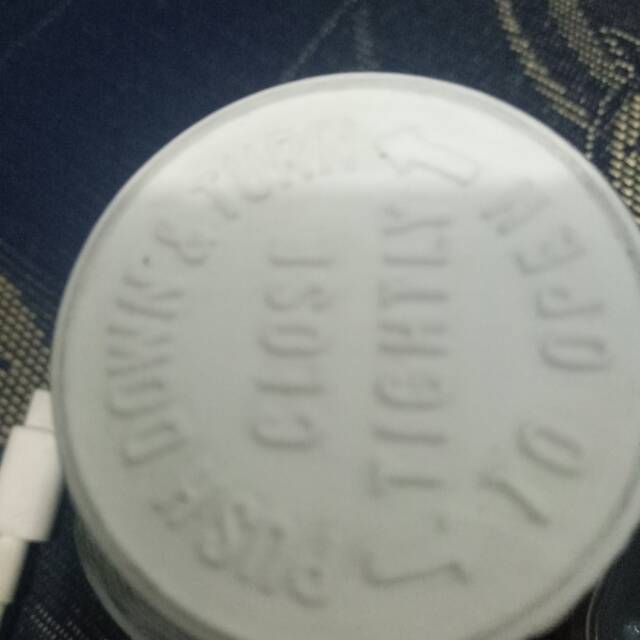 PUSH DOWN & TURN
CLOSE
TIGHTLY
TO OPEN